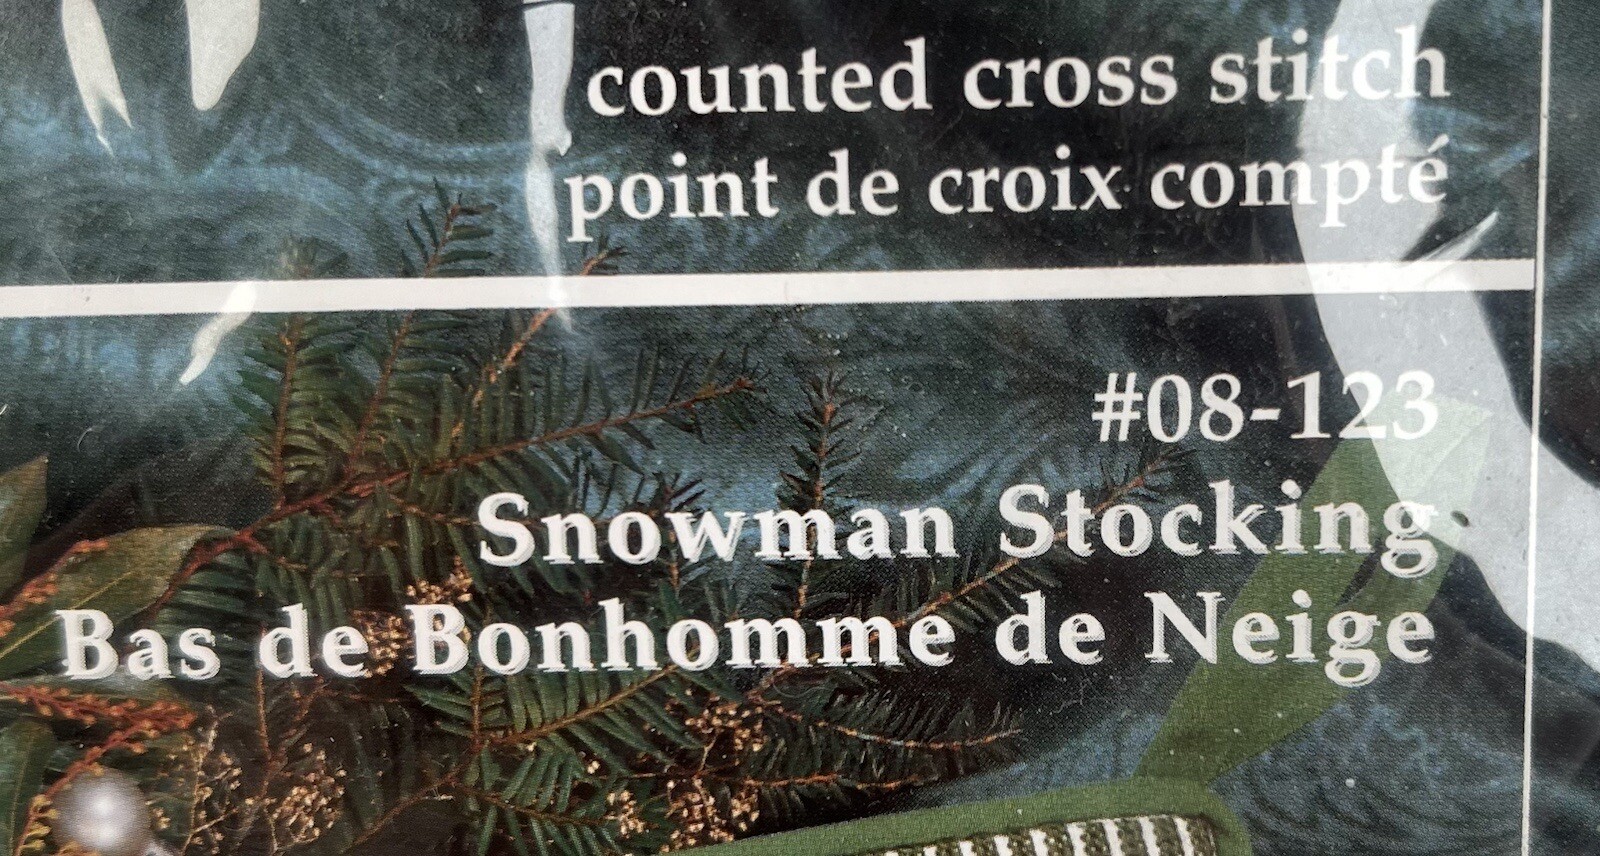 counted cross stitch
point de croix compté
#08-123
Snowman Stocking
Bas de Bonhomme de Neige